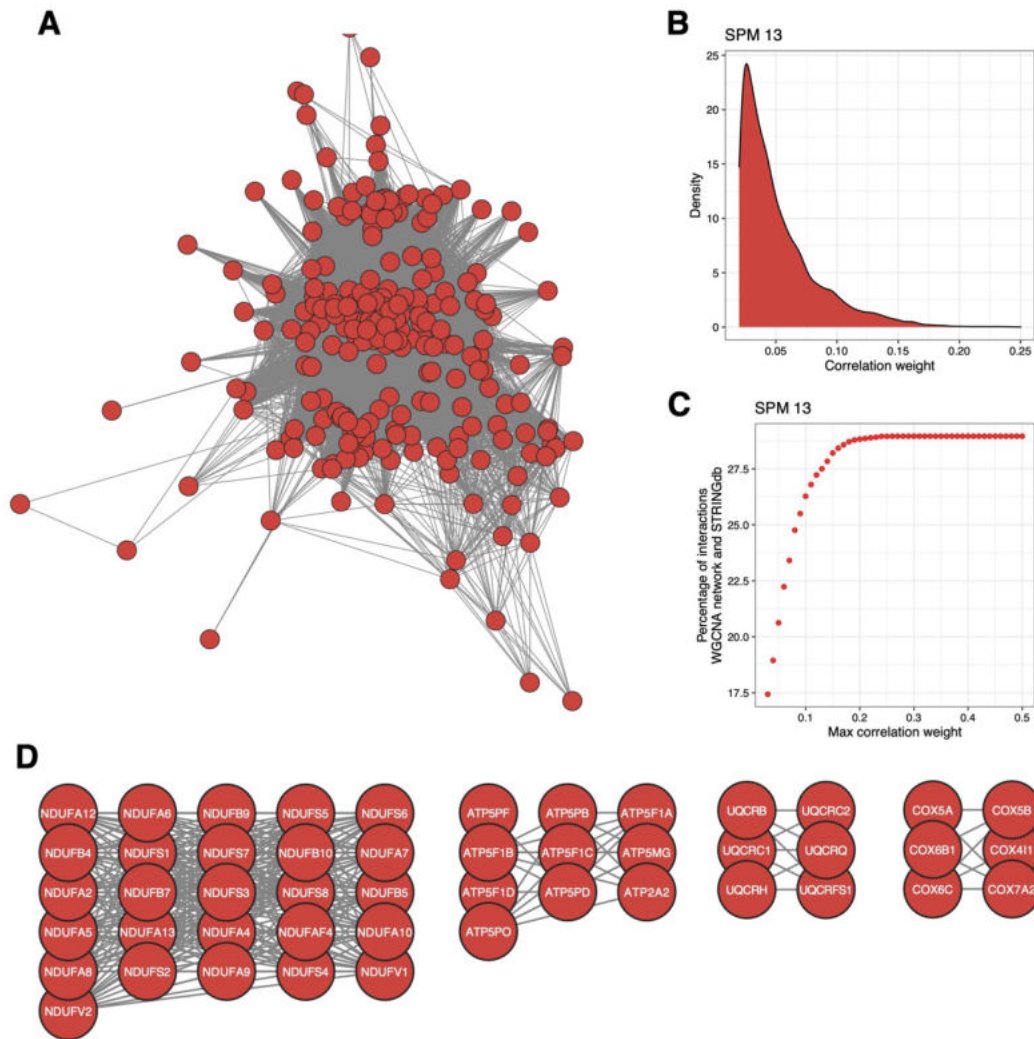 A
B
SPM 13
25
20
15
10
5
0
Density
0.05 0.10 0.15 0.20 0.25
Correlation weight
C
SPM 13
27.5
25.0
22.5
20.0
17.5
Percentage of interactions
WGCNA network and STRINGdb
0.1 0.2 0.3 0.4 0.5
Max correlation weight
D
NDUFA12 NDUFA6 NDUFB9 NDUFS5 NDUFS6
NDUFB4 NDUFS1 NDUFS7 NDUFB10 NDUFA7
NDUFA2 NDUFB7 NDUFS3 NDUFS8 NDUFB5
NDUFA5 NDUFA13 NDUFA4 NDUFAF4 NDUFA10
NDUFA8 NDUFS2 NDUFA9 NDUFS4 NDUFV1
NDUFV2
ATP5PF ATP5PB ATP5F1A
ATP5F1B ATP5F1C ATP5MG
ATP5F1D ATP5PD ATP2A2
ATP5PO
UQCRB UQCRC2
UQCRC1 UQCRQ
UQCRH UQCRFS1
COX5A COX5B
COX6B1 COX4I1
COX6C COX7A2